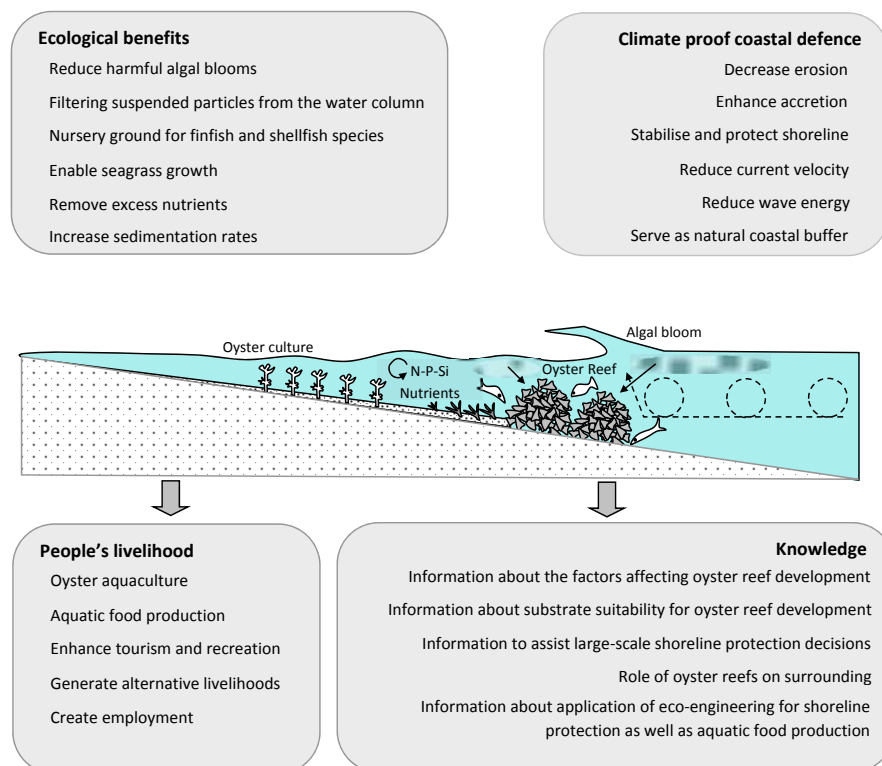 Ecological benefits
Reduce harmful algal blooms
Filtering suspended particles from the water column
Nursery ground for finfish and shellfish species
Enable seagrass growth
Remove excess nutrients
Increase sedimentation rates
Climate proof coastal defence
Decrease erosion
Enhance accretion
Stabilise and protect shoreline
Reduce current velocity
Reduce wave energy
Serve as natural coastal buffer
Oyster culture
Algal bloom
N-P-Si
Nutrients
Oyster Reef
People's livelihood
Oyster aquaculture
Aquatic food production
Enhance tourism and recreation
Generate alternative livelihoods
Create employment
Knowledge
Information about the factors affecting oyster reef development
Information about substrate suitability for oyster reef development
Information to assist large-scale shoreline protection decisions
Role of oyster reefs on surrounding
Information about application of eco-engineering for shoreline
protection as well as aquatic food production